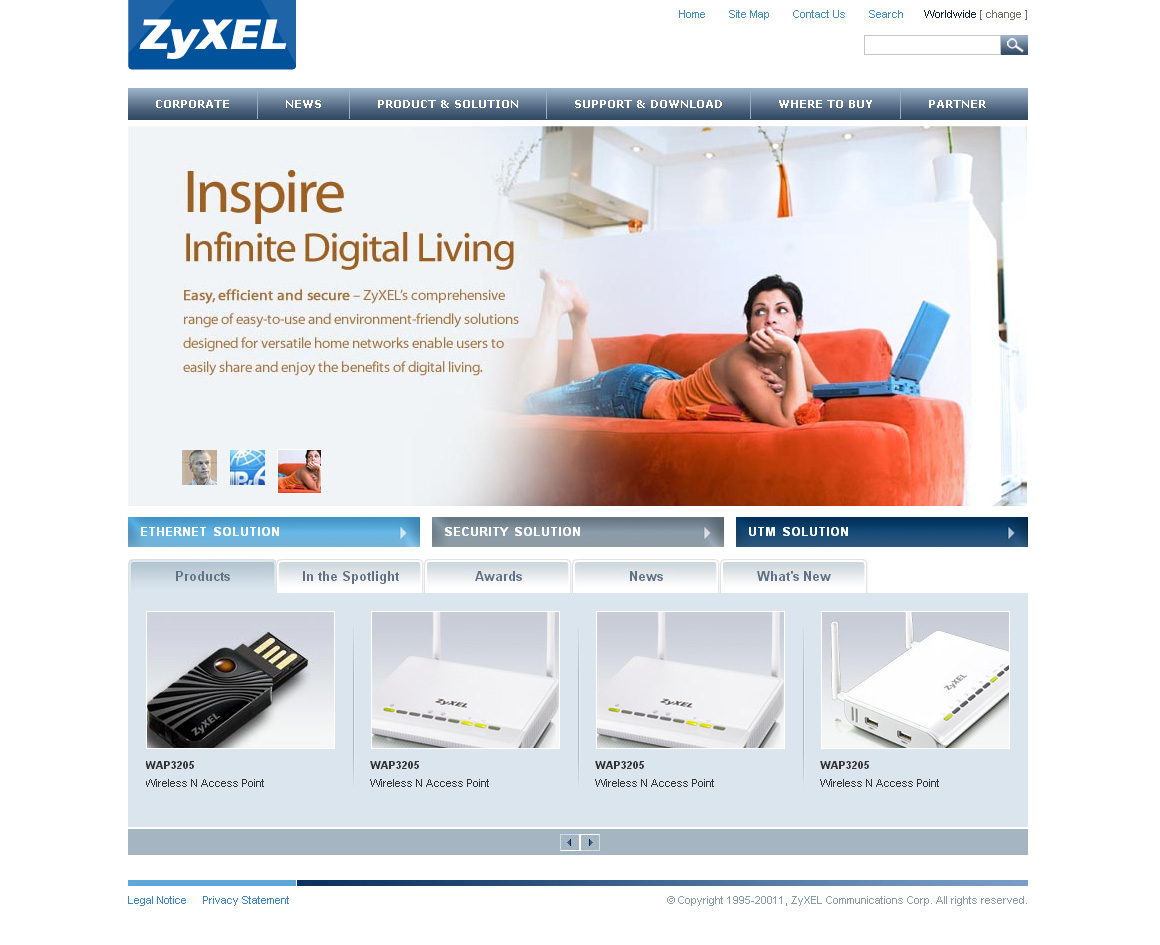 ZyXEL
Home Site Map Contact Us Search Worldwide [ change ]
CORPORATE NEWS PRODUCT & SOLUTION SUPPORT & DOWNLOAD WHERE TO BUY PARTNER
Inspire
Infinite Digital Living
Easy, efficient and secure – ZyXEL's comprehensive
range of easy-to-use and environment-friendly solutions
designed for versatile home networks enable users to
easily share and enjoy the benefits of digital living.
ETHERNET SOLUTION SECURITY SOLUTION UTM SOLUTION
Products In the Spotlight Awards News What's New
ZyXEL ZyXEL ZyXEL ZyXEL
WAP3205 WAP3205 WAP3205 WAP3205
Wireless N Access Point Wireless N Access Point Wireless N Access Point Wireless N Access Point
Legal Notice Privacy Statement © Copyright 1995-20011, ZyXEL Communications Corp. All rights reserved.